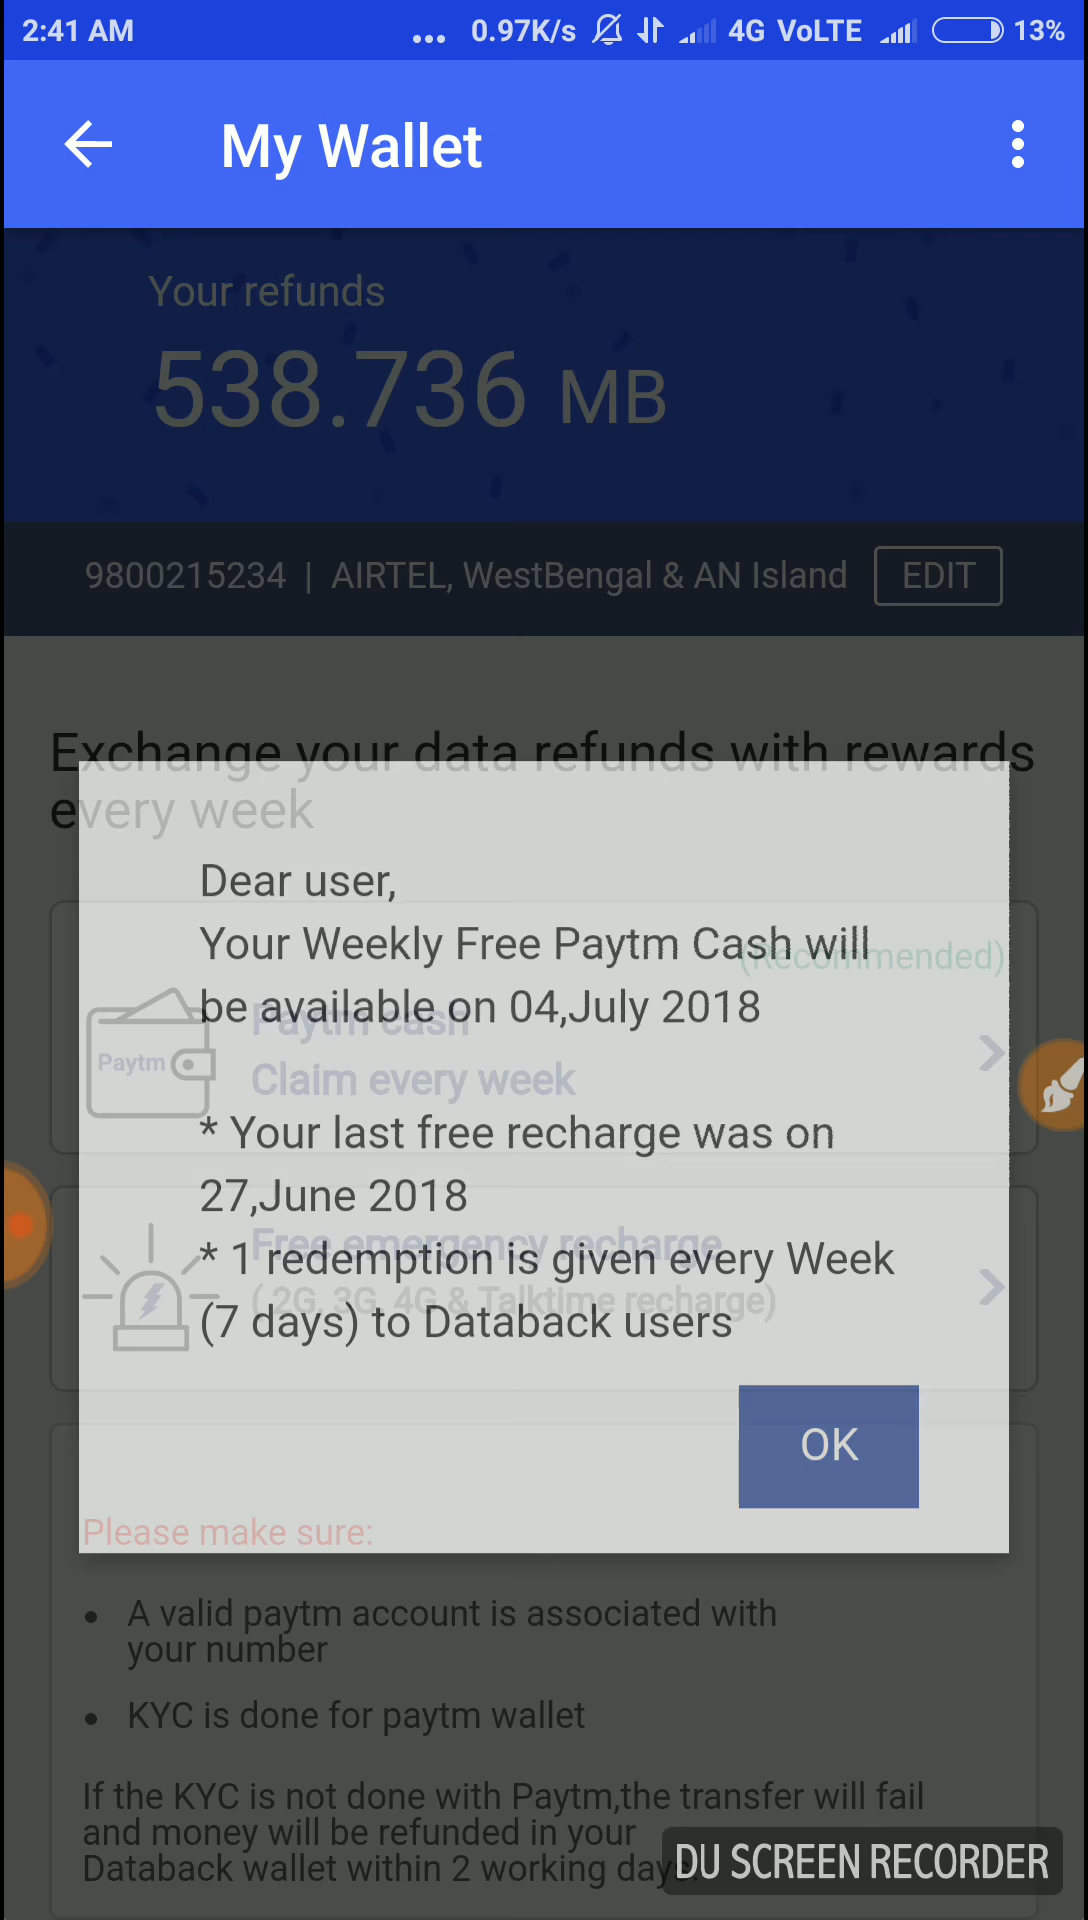 2:41 AM ... 0.97K/s 4G VoLTE 13%
My Wallet
Your refunds
538.736 MB
9800215234 | AIRTEL, WestBengal & AN Island EDIT
Exchange your data refunds with rewards
every week
Dear user,
Your Weekly Free Paytm Cash will
(Recommended)
be available on 04,July 2018
Paytm cash
Paytm
Claim every week
* Your last free recharge was on
27,June 2018
Free emergency recharge
* 1 redemption is given every Week
( 2G, 3G, 4G & Talktime recharge)
(7 days) to Databack users
OK
Please make sure:
• A valid paytm account is associated with
your number
• KYC is done for paytm wallet
If the KYC is not done with Paytm,the transfer will fail
and money will be refunded in your
Databack wallet within 2 working days.
DU SCREEN RECORDER